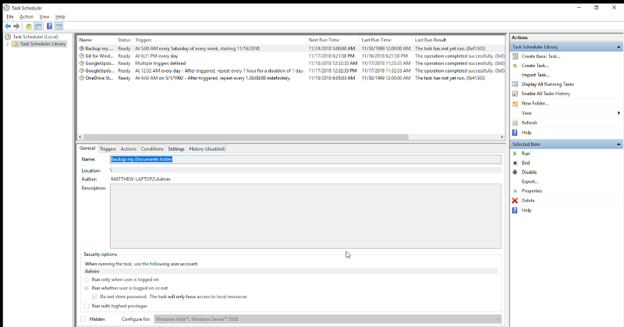 Task Scheduler
File Action View Help
Task Scheduler (Local)
Task Scheduler Library
Name Status Triggers Next Run Time Last Run Time Last Run Result
Backup my ... Ready At 5:00 AM every Saturday of every week, starting 11/18/2018 11/24/2018 5:00:00 AM 11/30/1999 12:00:00 AM The task has not yet run. (0x41303)
Git for Wind... Ready At 6:21 PM every day 11/17/2018 6:21:58 PM 11/16/2018 6:21:58 PM The operation completed successfully. (0x0)
GoogleUpda... Ready Multiple triggers defined 11/18/2018 12:32:33 AM 11/17/2018 11:23:33 AM The operation completed successfully. (0x0)
GoogleUpda... Ready At 12:32 AM every day - After triggered, repeat every 1 hour for a duration of 1 day. 11/17/2018 12:32:33 PM 11/17/2018 11:32:33 AM The operation completed successfully. (0x0)
OneDrive St... Ready At 4:00 AM on 5/1/1992 - After triggered, repeat every 1.00:00:00 indefinitely. 11/30/1999 12:00:00 AM The task has not yet run. (0x41303)
General Triggers Actions Conditions Settings History (disabled)
Name: Backup my Documents folder
Location: \
Author: MATTHEW-LAPTOP2\Admin
Description:
Security options
When running the task, use the following user account:
Admin
Run only when user is logged on
Run whether user is logged on or not
Do not store password. The task will only have access to local resources
Run with highest privileges
Hidden Configure for: Windows Vista™, Windows Server™ 2008
Actions
Task Scheduler Library
Create Basic Task...
Create Task...
Import Task...
Display All Running Tasks
Enable All Tasks History
New Folder...
View
Refresh
Help
Selected Item
Run
End
Disable
Export...
Properties
Delete
Help